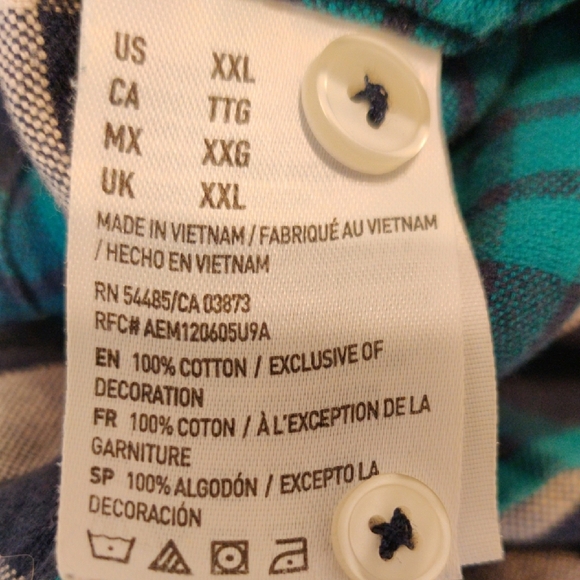 US XXL
CA TTG
MX XXG
UK XXL
MADE IN VIETNAM / FABRIQUÉ AU VIETNAM
/ HECHO EN VIETNAM
RN 54485/CA 03873
RFC# AEM120605U9A
EN 100% COTTON / EXCLUSIVE OF
DECORATION
FR 100% COTON / À L'EXCEPTION DE LA
GARNITURE
SP 100% ALGODÓN / EXCEPTO LA
DECORACIÓN